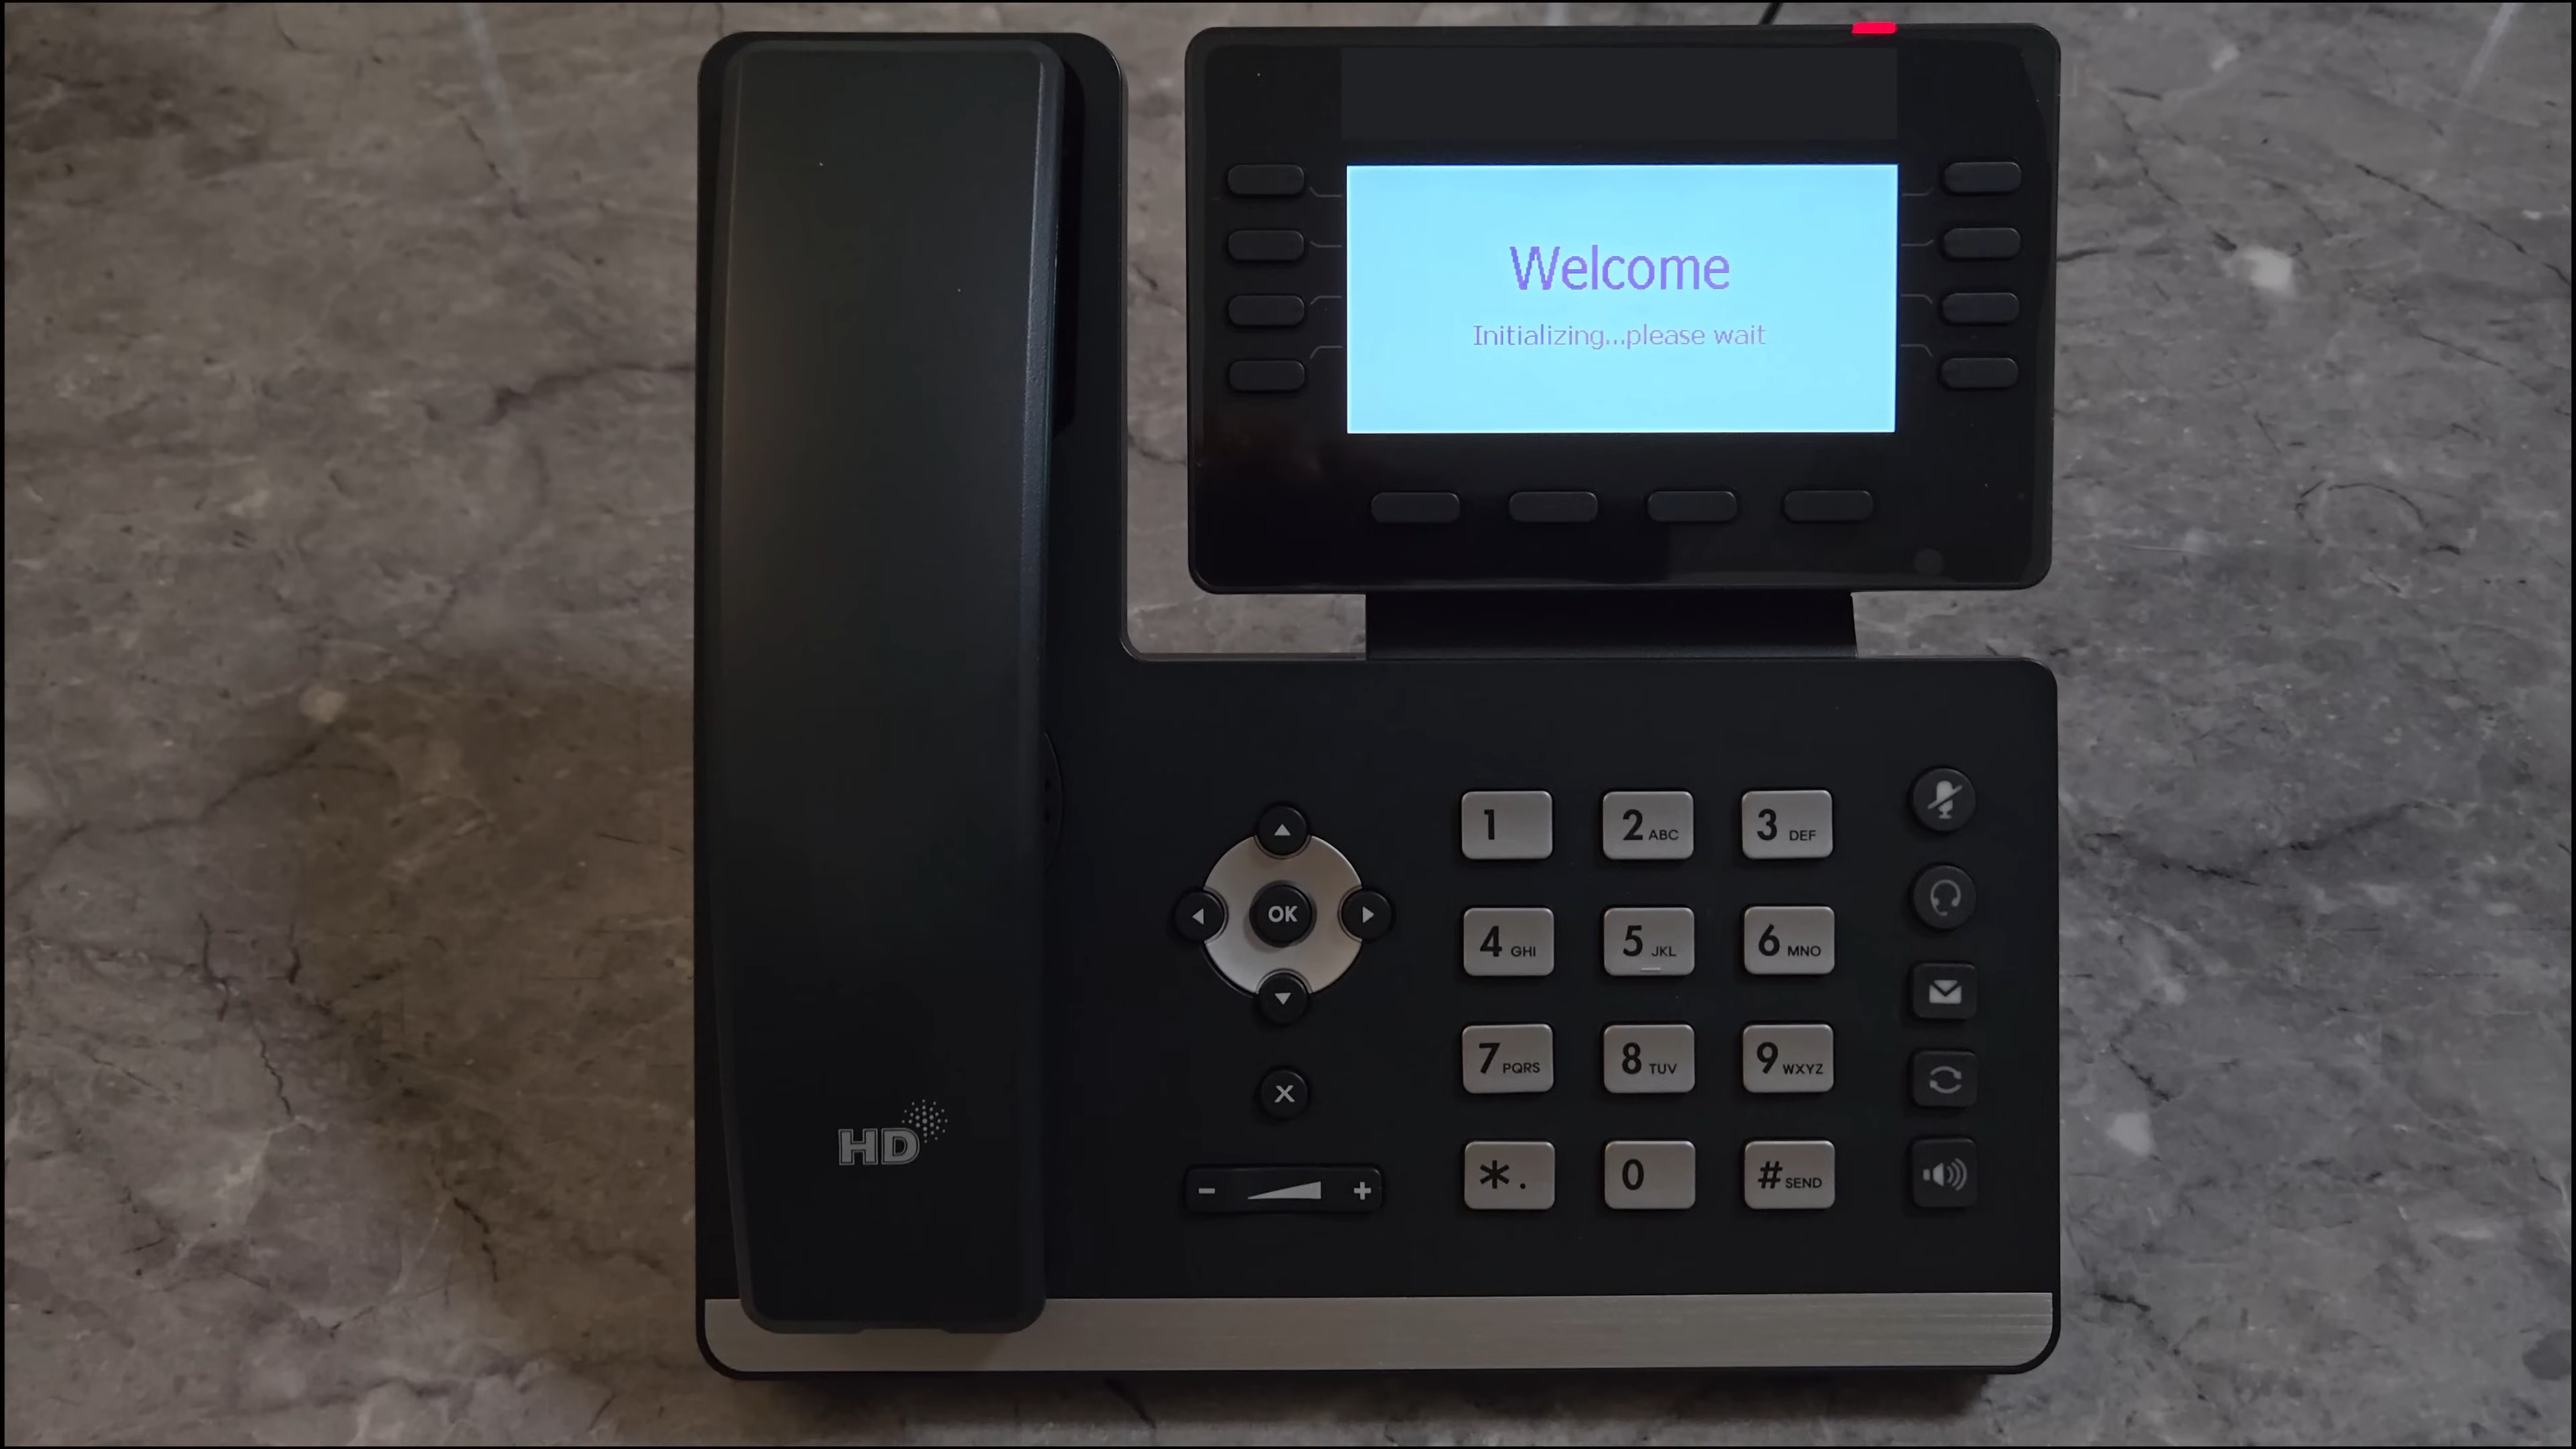 Welcome
Initializing...please wait
1
2 ABC
3 DEF
4 GHI
5 JKL
6 MNO
OK
7 PQRS
8 TUV
9 WXYZ
X
HD
*.
0
# SEND
- +